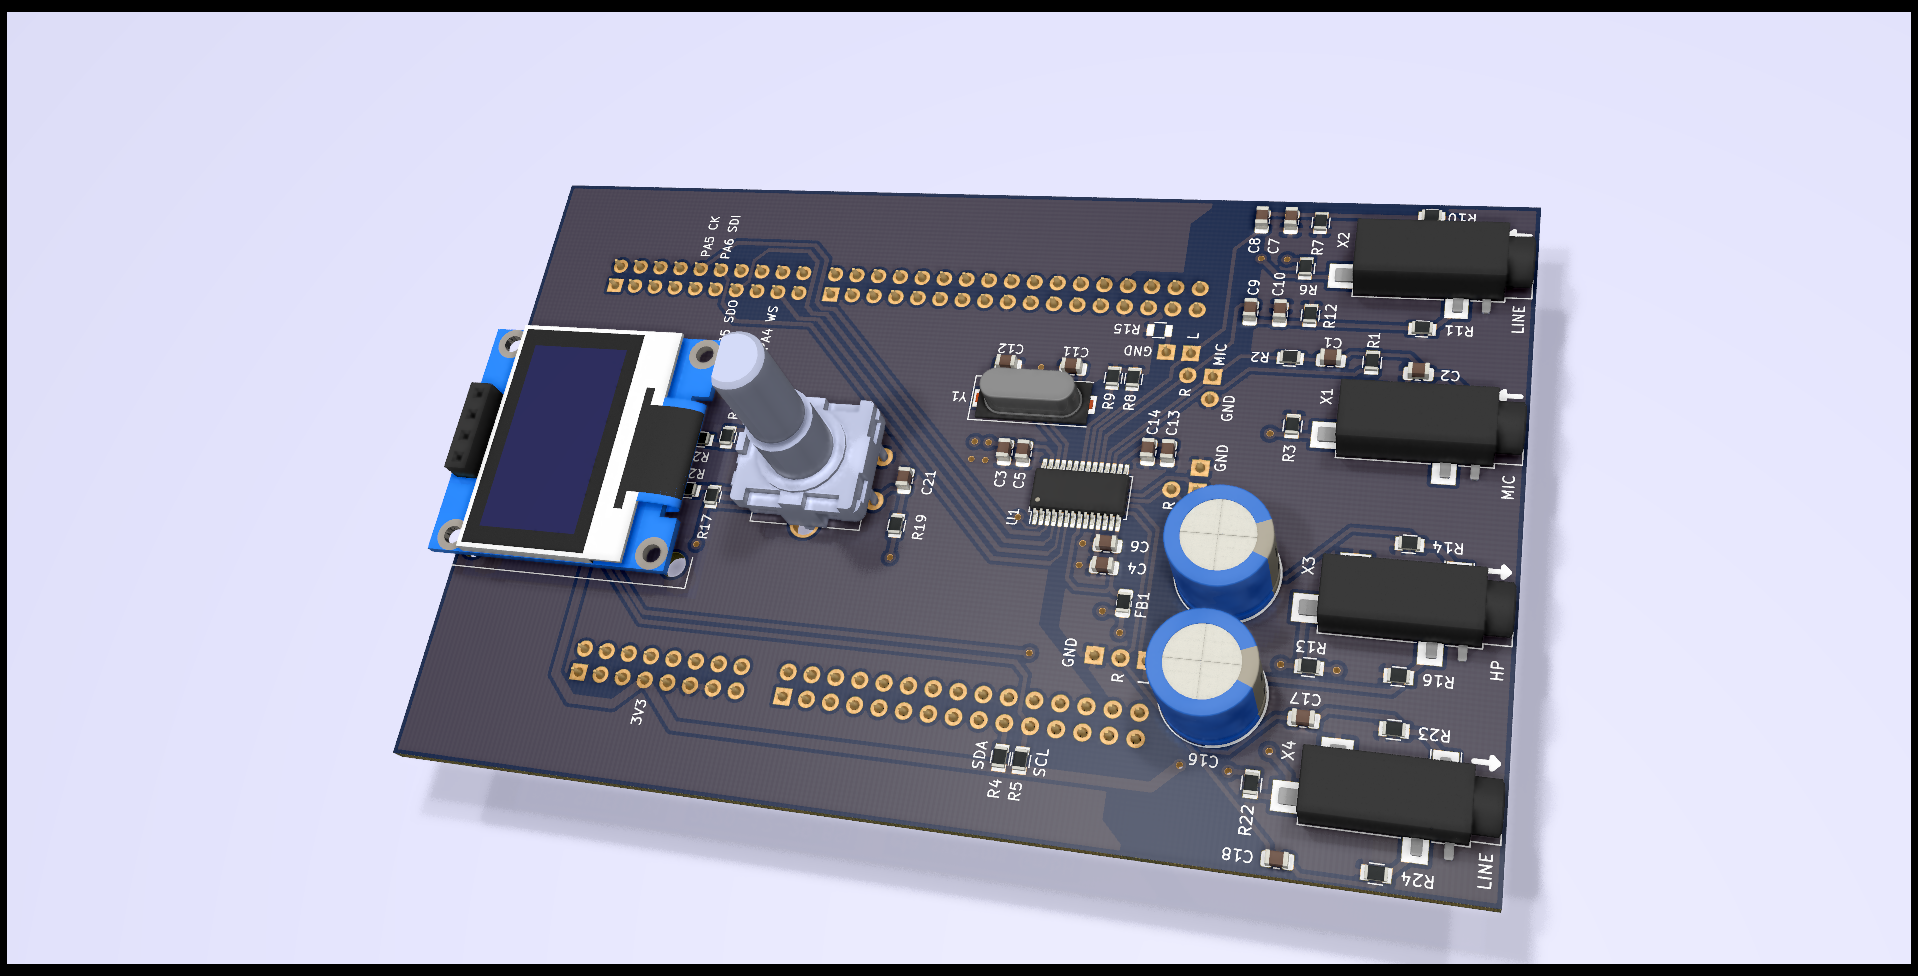 PA5 CK
PA6 SDI
SDO
PA4 WS
C8
C7
R7
X2
R10
R6
C9
C10
R12
R11
LINE
R15
GND
L
MIC
R
GND
R2
C1
R1
C2
X1
R3
MIC
C12
C11
Y1
R9
R8
C14
C13
C3
C5
U1
GND
R
C6
C4
FB1
C21
R19
R17
R2
R2
X3
R14
R13
R16
HP
GND
R
C17
R23
X4
C16
R22
C18
R24
LINE
3V3
SDA
SCL
R4
R5